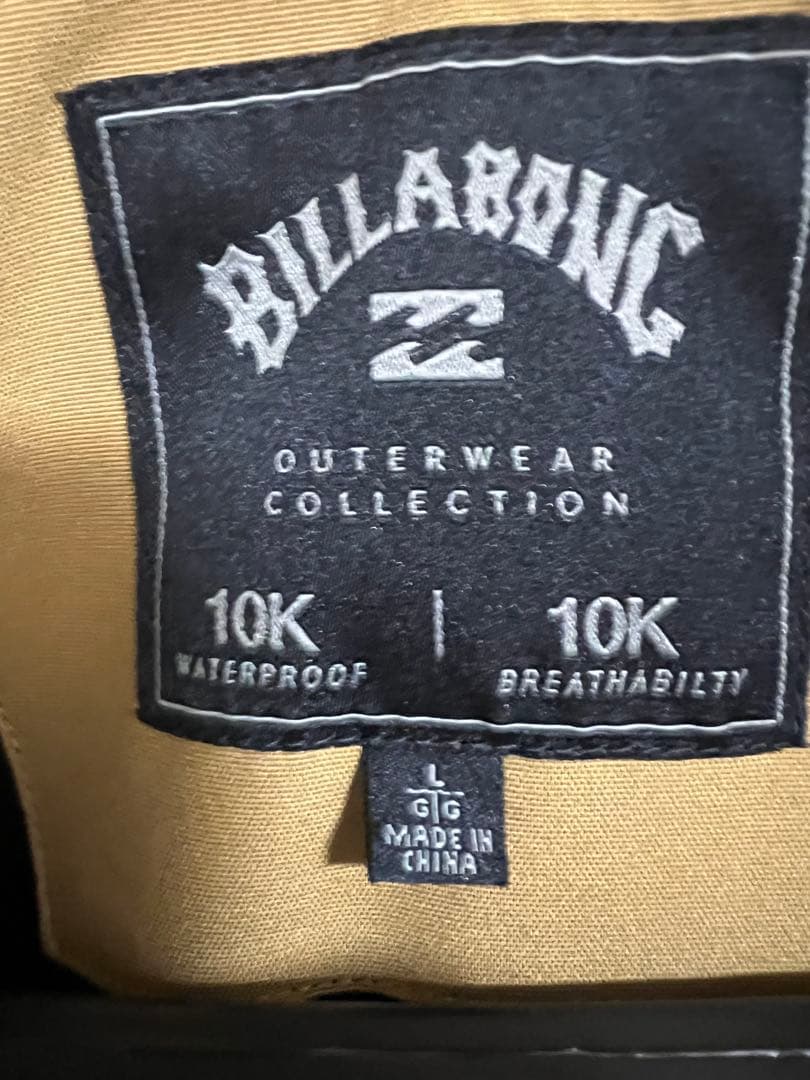 BILLABONG
OUTERWEAR
COLLECTION
10K | 10K
WATERPROOF BREATHABILTY
L
G|G
MADE IN
CHINA